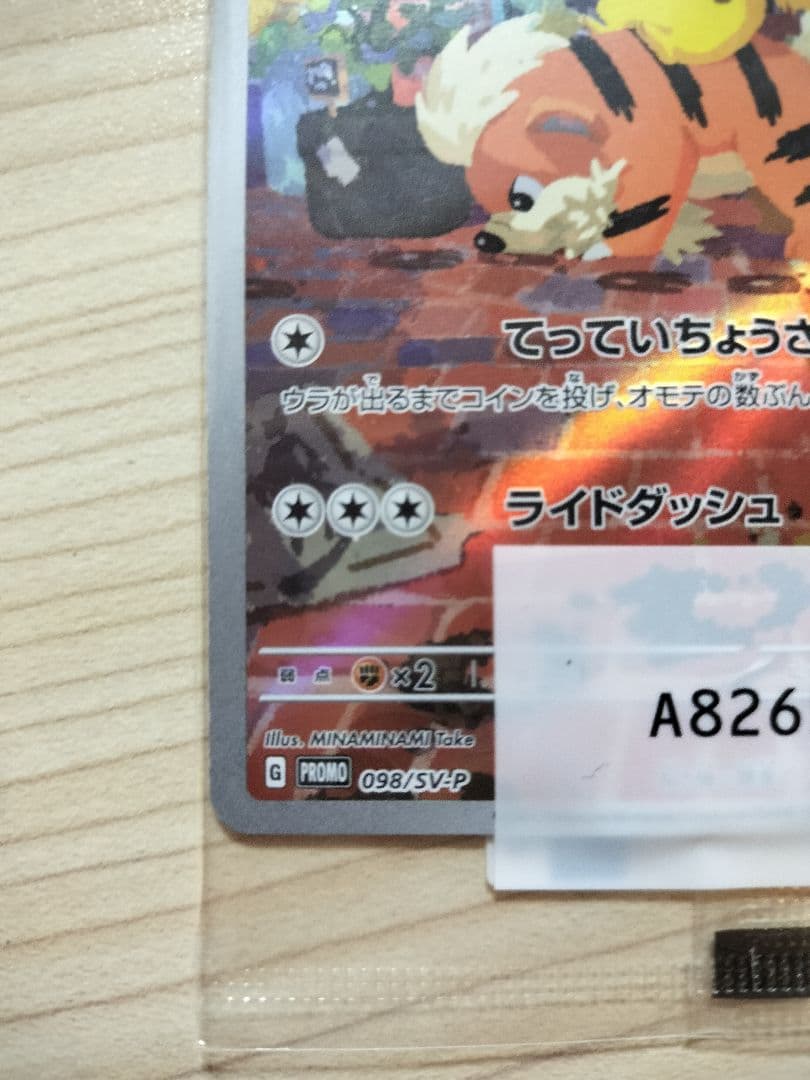 てっていちょうさ
ウラが出るまでコインを投げ、オモテの数ぶん
ライドダッシュ
弱点 ×2
A826
Illus. MINAMINAMI Take
G PROMO 098/SV-P